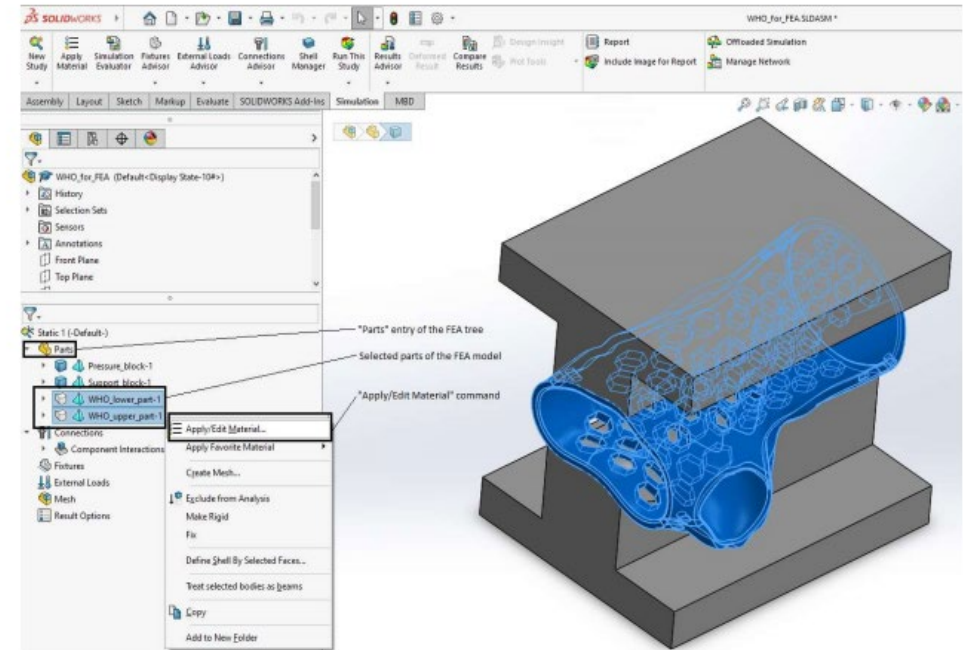 SOLIDWORKS
WHO_for_FEA.SLDASM *
New Study
Apply Material
Simulation Evaluator
Fixtures Advisor
External Loads Advisor
Connections Advisor
Shell Manager
Run This Study
Results Advisor
Deformed Result
Compare Results
Design Insight
Plot Tools
Report
Include Image for Report
Offloaded Simulation
Manage Network
Assembly Layout Sketch Markup Evaluate SOLIDWORKS Add-Ins Simulation MBD
WHO_for_FEA (Default<Display State-10#>)
History
Selection Sets
Sensors
Annotations
Front Plane
Top Plane
Static 1 (-Default-)
Parts
"Parts" entry of the FEA tree
Pressure_block-1
Selected parts of the FEA model
Support_block-1
WHO_lower_part-1
"Apply/Edit Material" command
WHO_upper_part-1
Connections
Component Interactions
Fixtures
External Loads
Mesh
Result Options
Apply/Edit Material...
Apply Favorite Material
Create Mesh...
Exclude from Analysis
Make Rigid
Fix
Define Shell By Selected Faces...
Treat selected bodies as beams
Copy
Add to New Folder